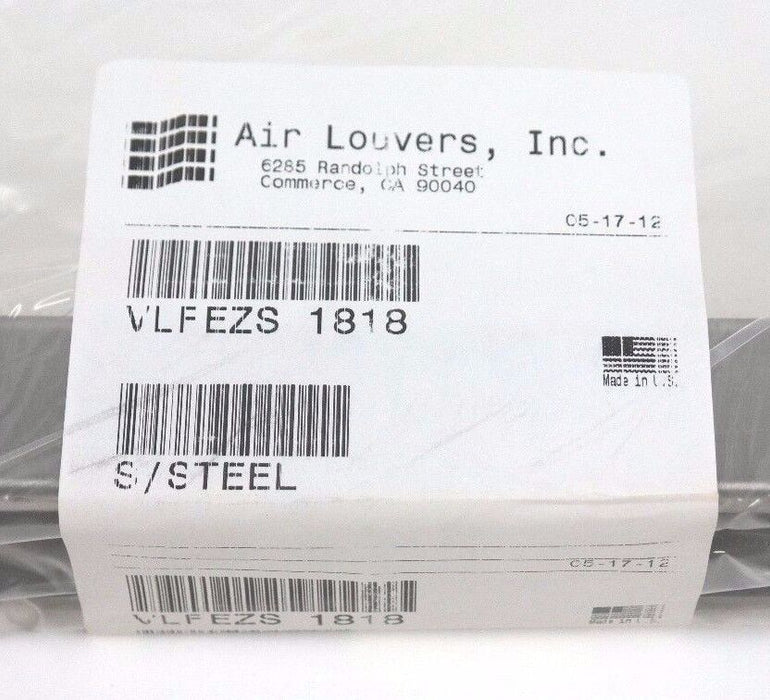 Air Louvers, Inc.
6285 Randolph Street
Commerce, CA 90040
05-17-12
VLFEZS 1818
Made in U.S.
S/STEEL
05-17-12
VLFEZS 1818